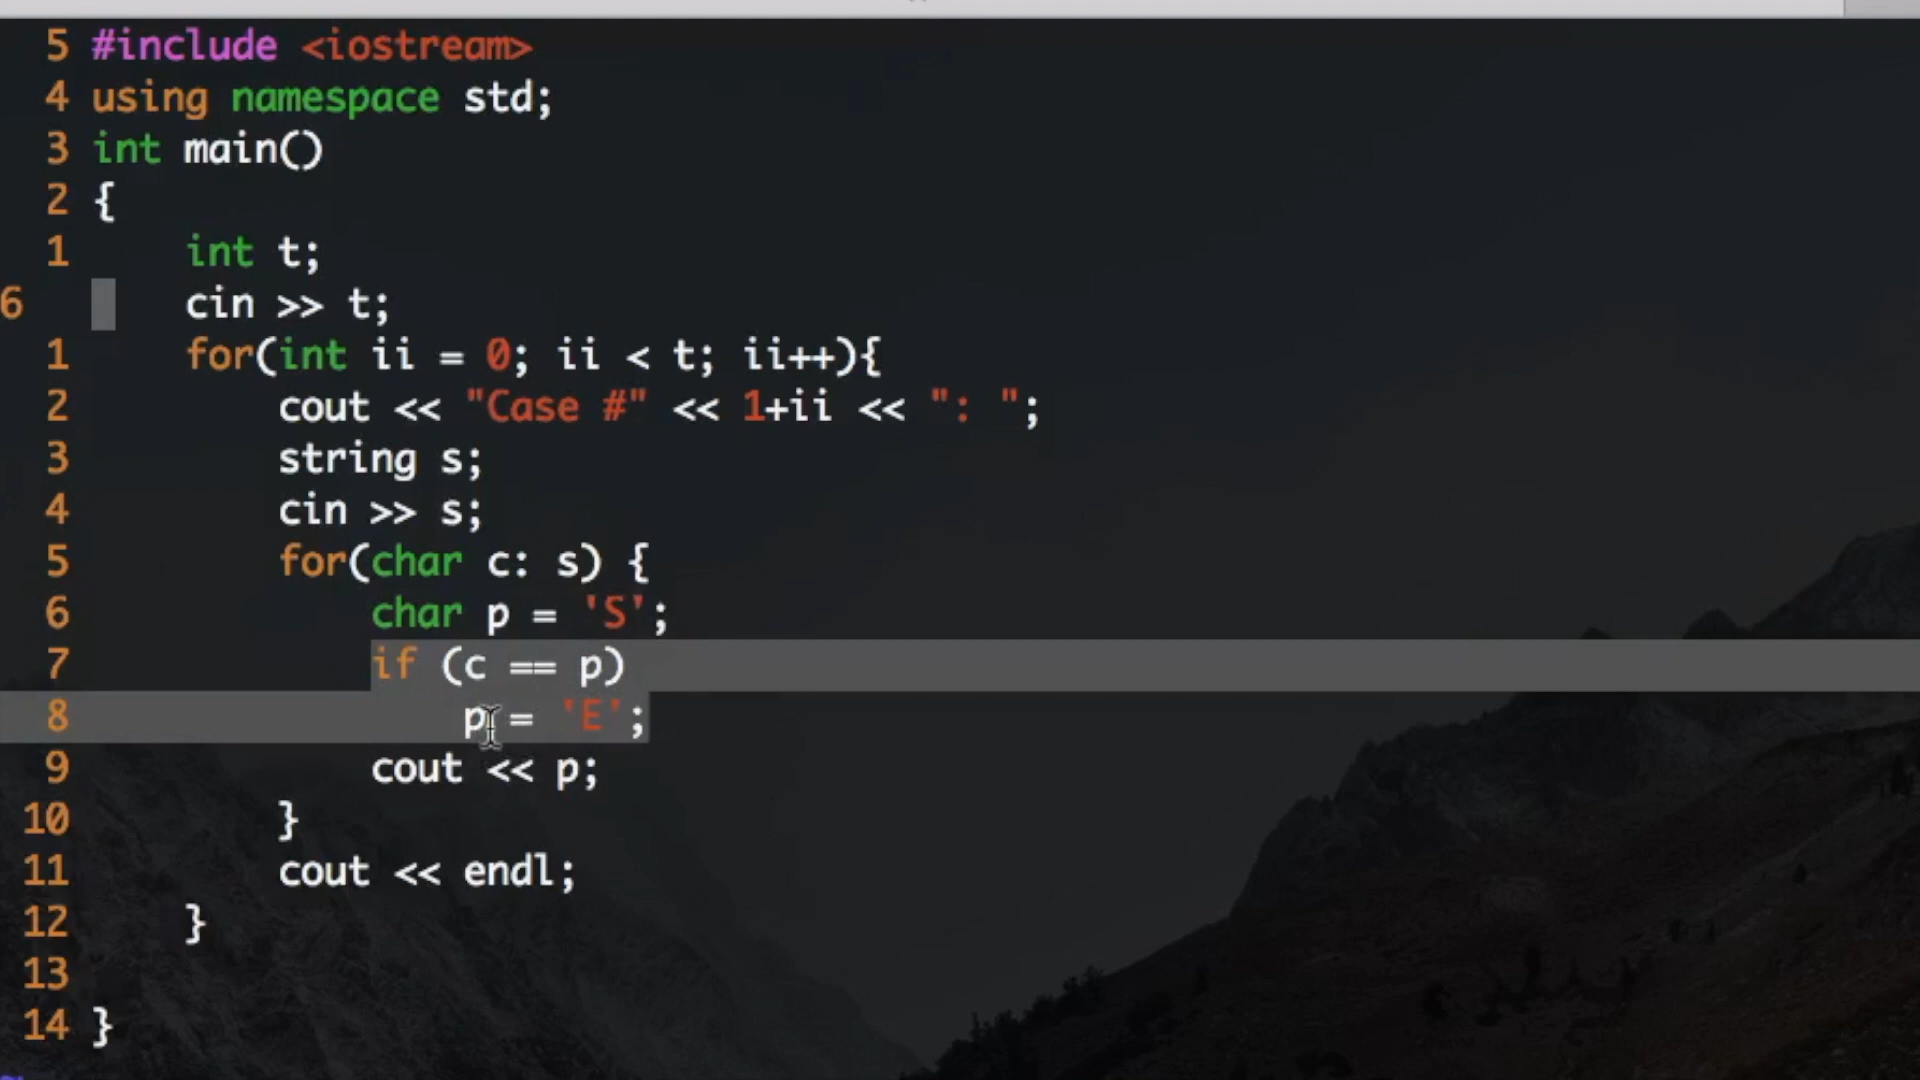 5 #include <iostream>
4 using namespace std;
3 int main()
2 {
1     int t;
6     cin >> t;
1     for(int ii = 0; ii < t; ii++){
2         cout << "Case #" << 1+ii << ": ";
3         string s;
4         cin >> s;
5         for(char c: s) {
6             char p = 'S';
7             if (c == p)
8                 p = 'E';
9             cout << p;
10         }
11         cout << endl;
12     }
13
14 }